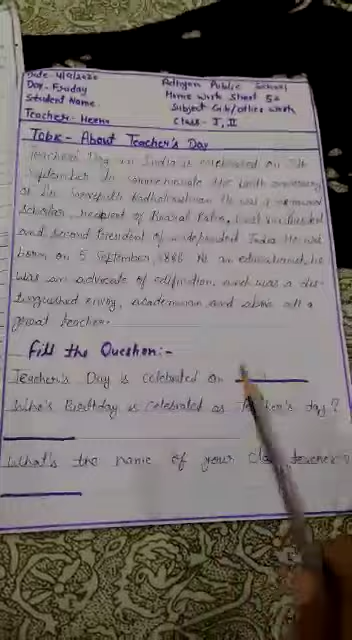 Date- 4/9/2020
Day- Friday
Student Name.
Teacher- Heena
Adhyan Public School
Home Work Sheet 52
Subject G.k/other work
Class- I, II
Topic- About Teacher's Day
Teachers Day in India is celebrated on 5th
September to commemorate the birth anniversary
of Dr. Sarvepalli Radhakrishnan. He was a renowned
scholar, recipient of Bharat Ratna, first
and second President of independent India. He was
born on 5 September, 1888. As an educationist, he
was an advocate of edification, and was a dis-
tinguished envoy, academician and above all a
great teacher.
Fill the Question:-
Teacher's Day is celebrated on
Who's Birthday is celebrated as Teacher's day?
What's the name of your Class teacher?